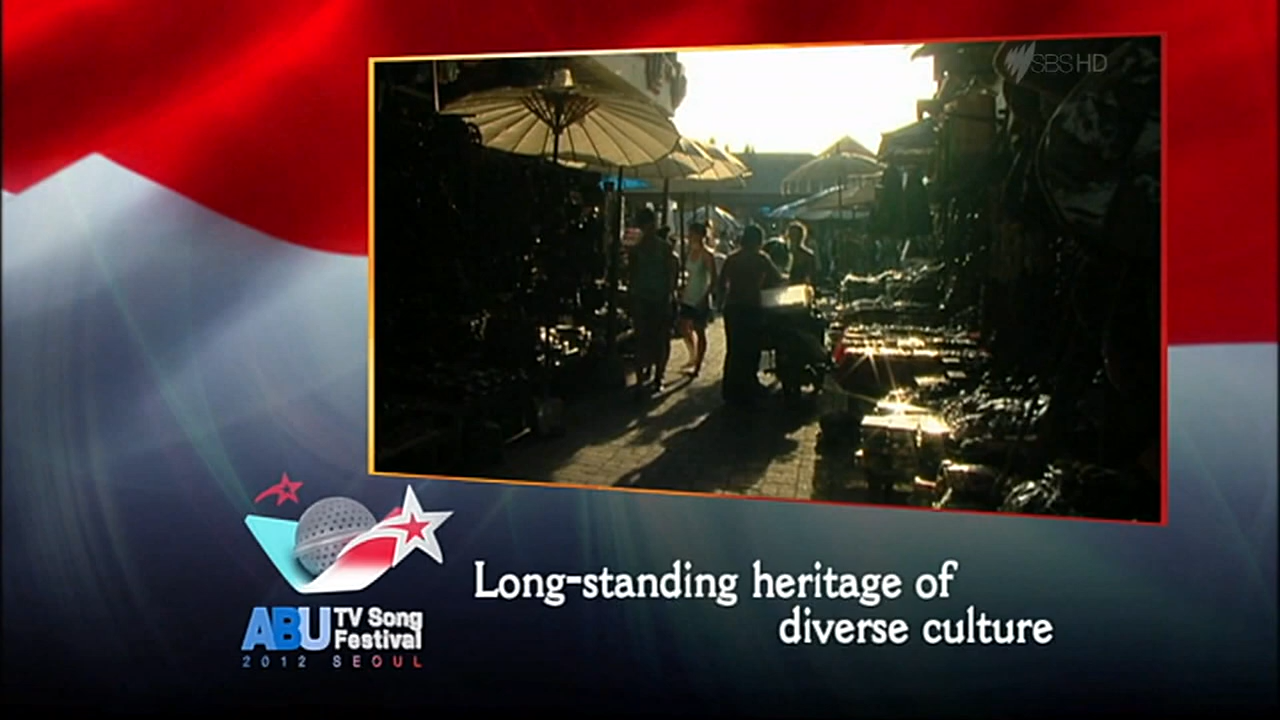 SBS HD
ABU TV Song
Festival
2012 SEOUL
Long-standing heritage of
diverse culture